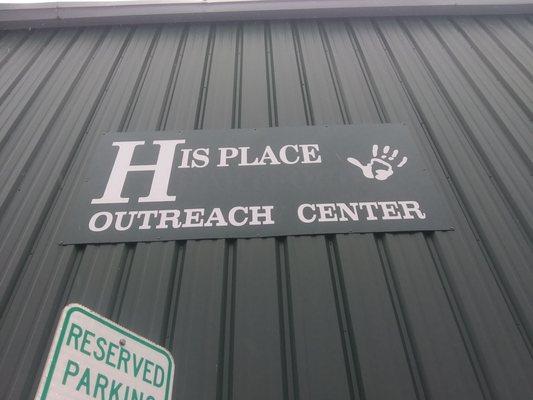 HIS PLACE
OUTREACH CENTER
RESERVED
PARKING